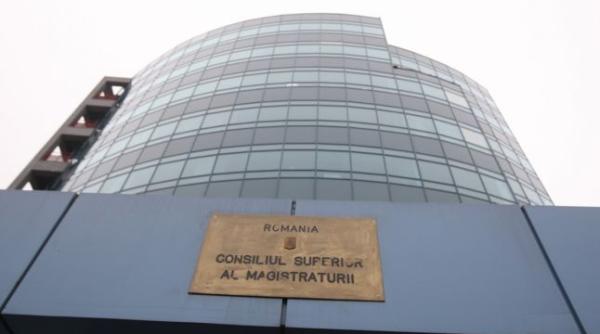 ROMANIA
CONSILIUL SUPERIOR
AL MAGISTRATURII